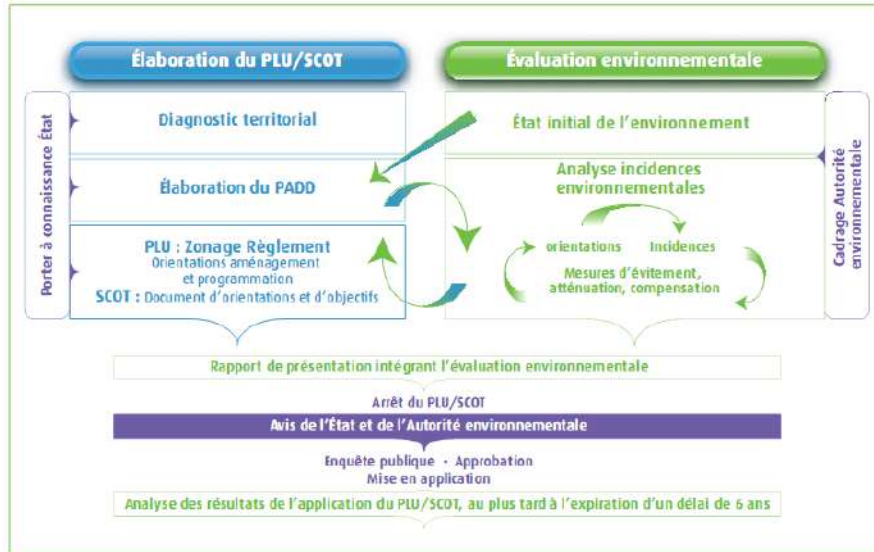 Élaboration du PLU/SCOT
Évaluation environnementale
Porter à connaissance État
Diagnostic territorial
Élaboration du PADD
PLU : Zonage Règlement
Orientations aménagement
et programmation
SCOT : Document d'orientations et d'objectifs
État initial de l'environnement
Analyse incidences
environnementales
orientations
Incidences
Mesures d'évitement,
atténuation, compensation
Cadrage Autorité
environnementale
Rapport de présentation intégrant l'évaluation environnementale
Arrêt du PLU/SCOT
Avis de l'État et de l'Autorité environnementale
Enquête publique - Approbation
Mise en application
Analyse des résultats de l'application du PLU/SCOT, au plus tard à l'expiration d'un délai de 6 ans